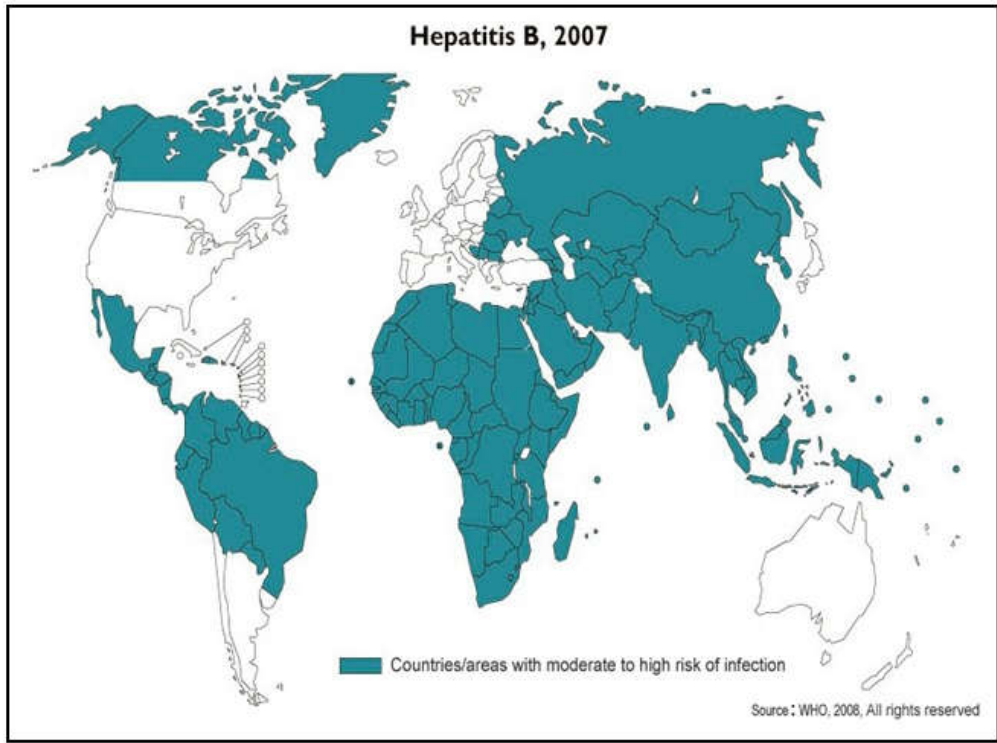 Hepatitis B, 2007
Countries/areas with moderate to high risk of infection
Source: WHO, 2008, All rights reserved